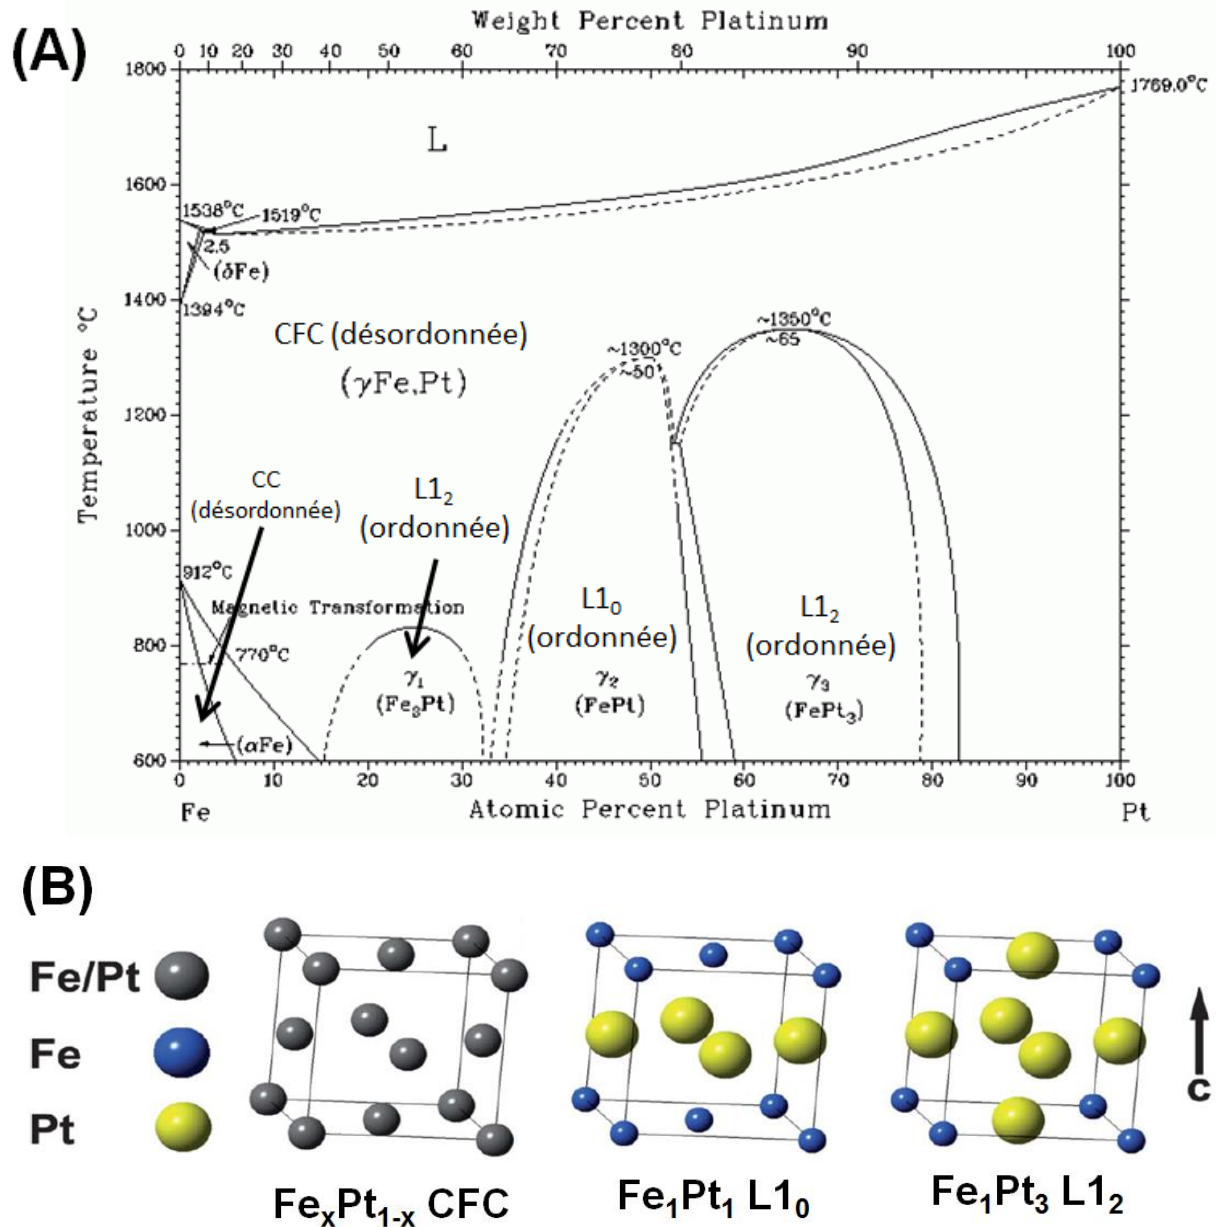 (A)
Weight Percent Platinum
0 10 20 30 40 50 60 70 80 90 100
1800
1769.0°C
L
1600
1538°C
1519°C
2.5
(δFe)
1400
1394°C
CFC (désordonnée)
(γFe,Pt)
~1350°C
~65
~1300°C
~50
1200
Temperature °C
CC
(désordonnée)
L1₂
(ordonnée)
1000
912°C
Magnetic Transformation
L1₀
(ordonnée)
L1₂
(ordonnée)
800
770°C
γ₁
(Fe₃Pt)
γ₂
(FePt)
γ₃
(FePt₃)
(αFe)
600
0 10 20 30 40 50 60 70 80 90 100
Fe
Atomic Percent Platinum
Pt
(B)
Fe/Pt
Fe
Pt
c
FeₓPt₁₋ₓ CFC
Fe₁Pt₁ L1₀
Fe₁Pt₃ L1₂